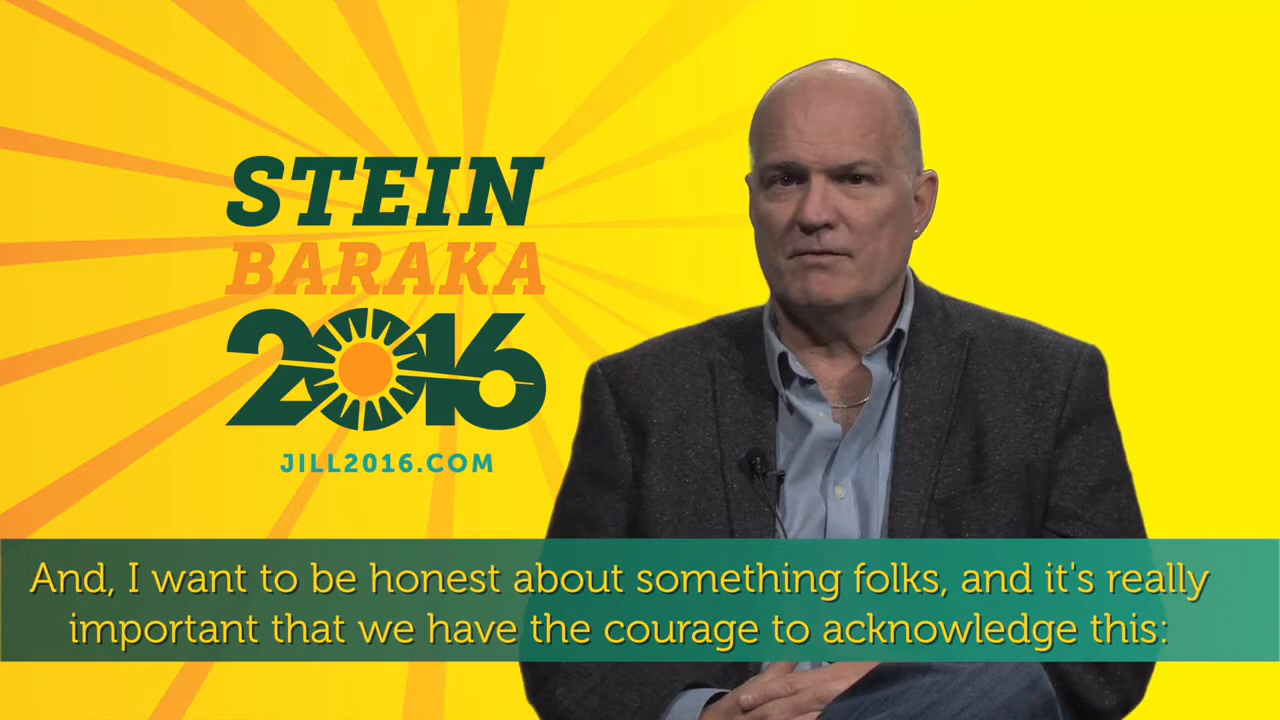 STEIN
BARAKA
2016
JILL2016.COM
And, I want to be honest about something folks, and it's really
important that we have the courage to acknowledge this: